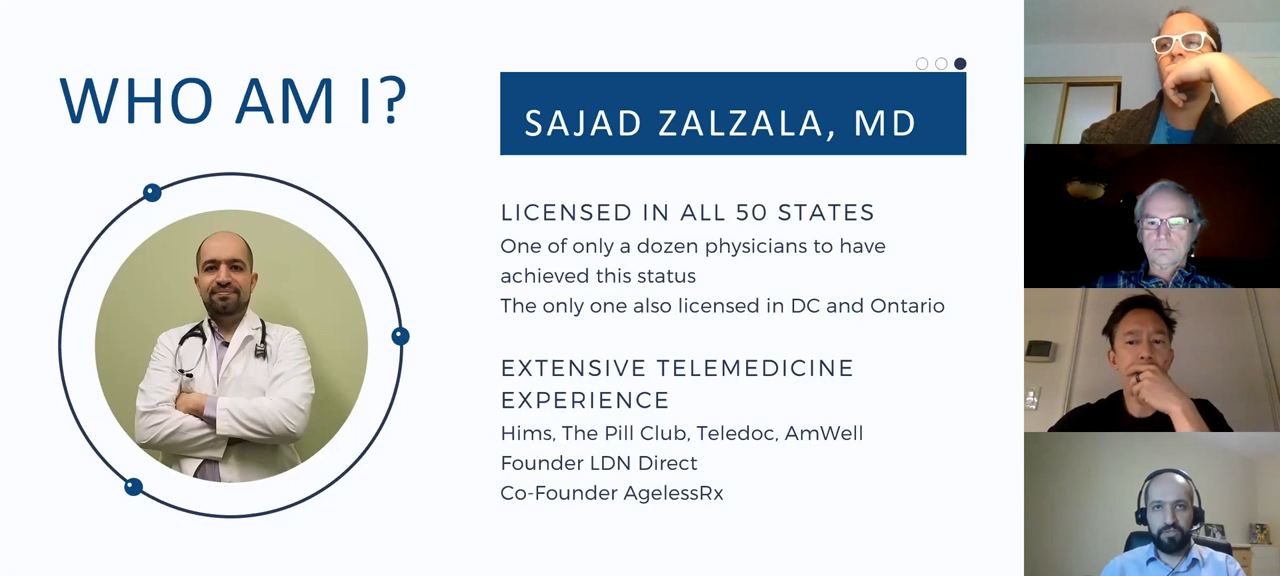 WHO AM I?
SAJAD ZALZALA, MD
LICENSED IN ALL 50 STATES
One of only a dozen physicians to have
achieved this status
The only one also licensed in DC and Ontario
EXTENSIVE TELEMEDICINE
EXPERIENCE
Hims, The Pill Club, Teledoc, AmWell
Founder LDN Direct
Co-Founder AgelessRx